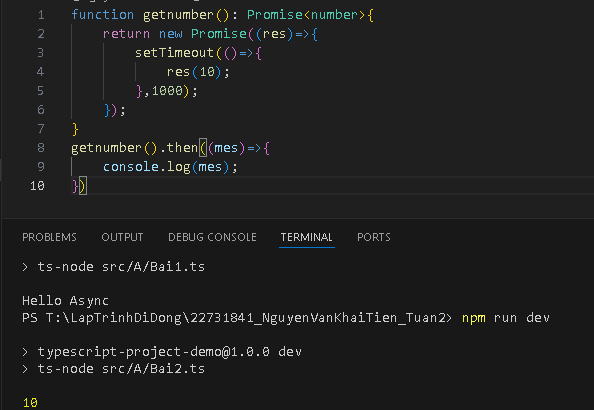 1 function getnumber(): Promise<number>{
2 return new Promise((res)=>{
3 setTimeout(()=>{
4 res(10);
5 },1000);
6 });
7 }
8 getnumber().then((mes)=>{
9 console.log(mes);
10 })
PROBLEMS OUTPUT DEBUG CONSOLE TERMINAL PORTS
> ts-node src/A/Bai1.ts
Hello Async
PS T:\LapTrinhDiDong\22731841_NguyenVanKhaiTien_Tuan2> npm run dev
> typescript-project-demo@1.0.0 dev
> ts-node src/A/Bai2.ts
10